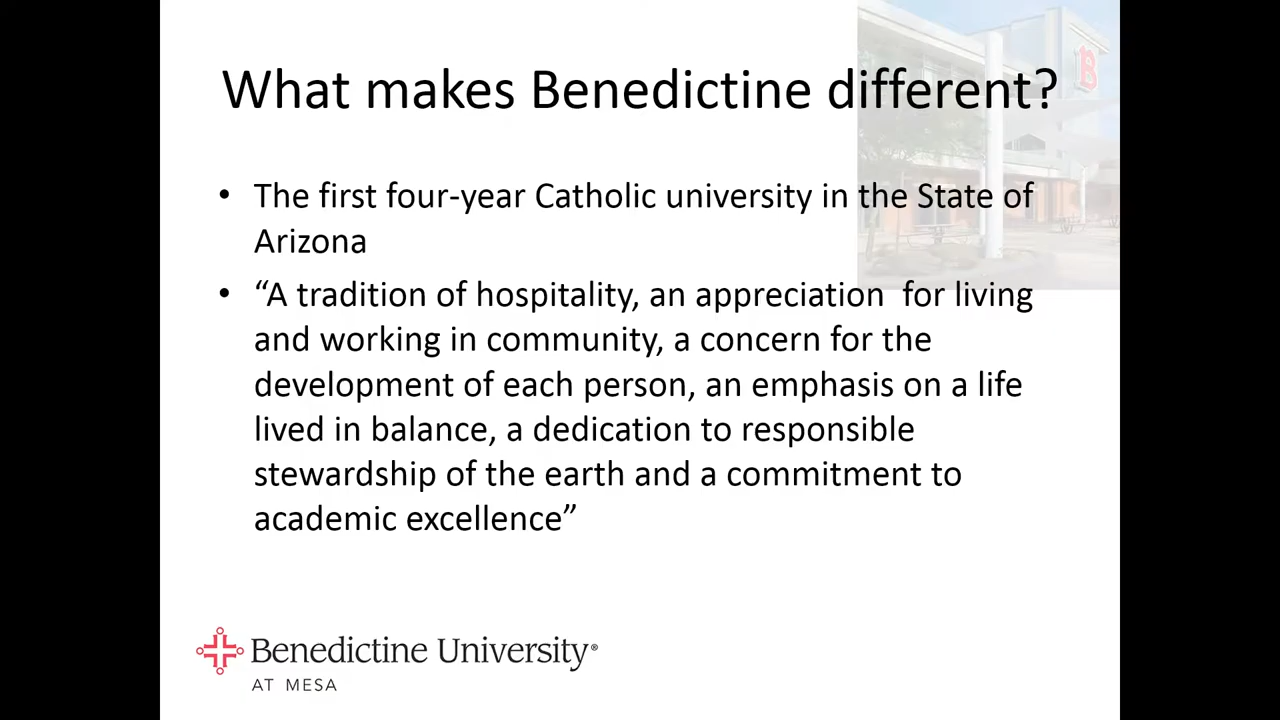 What makes Benedictine different?
• The first four-year Catholic university in the State of
Arizona
• “A tradition of hospitality, an appreciation  for living
and working in community, a concern for the
development of each person, an emphasis on a life
lived in balance, a dedication to responsible
stewardship of the earth and a commitment to
academic excellence”
B
Benedictine University®
AT MESA